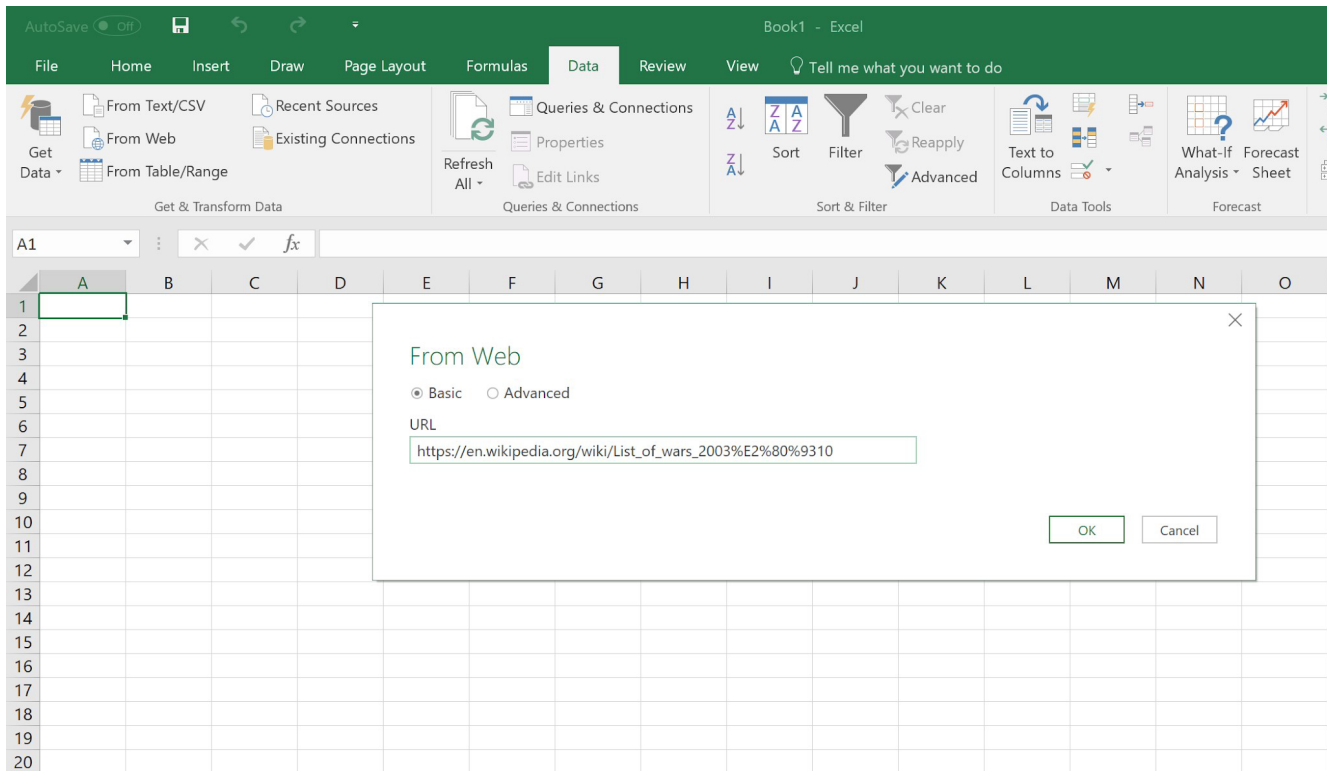 AutoSave Off Book1 - Excel
File Home Insert Draw Page Layout Formulas Data Review View Tell me what you want to do
Get Data
From Text/CSV
From Web
From Table/Range
Recent Sources
Existing Connections
Get & Transform Data
Refresh All
Queries & Connections
Properties
Edit Links
Queries & Connections
A Z
Z A
Z A A Z
Sort
Filter
Clear
Reapply
Advanced
Sort & Filter
Text to Columns
Data Tools
What-If Analysis
Forecast Sheet
Forecast
A1 fx
A B C D E F G H I J K L M N O
1
2
3
4
5
6
7
8
9
10
11
12
13
14
15
16
17
18
19
20
From Web
Basic Advanced
URL
https://en.wikipedia.org/wiki/List_of_wars_2003%E2%80%9310
OK Cancel